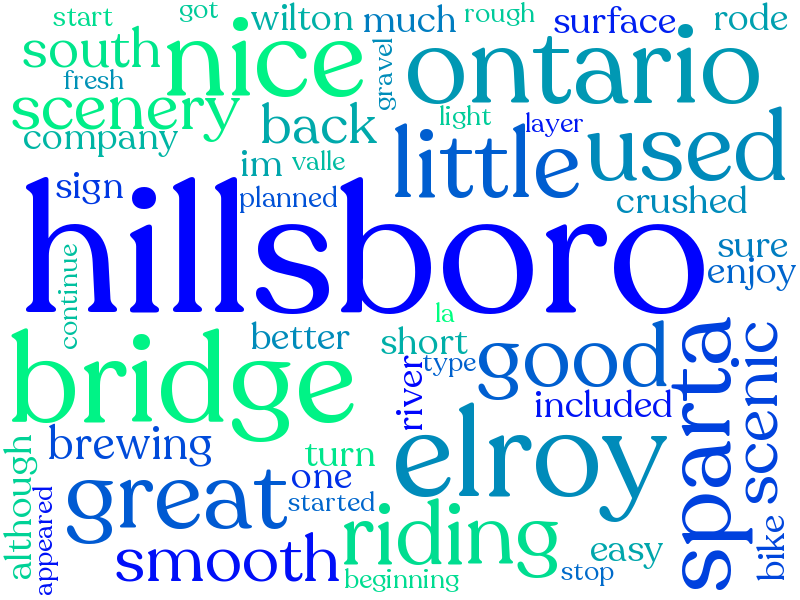 start
got
wilton
much
rough
surface
rode
south
nice
gravel
ontario
fresh
scenery
company
back
light
layer
little
used
im
valle
sign
planned
crushed
hillsboro
sure
enjoy
continue
la
better
short
type
river
good
sparta
scenic
bridge
included
brewing
turn
elroy
although
great
one
started
appeared
smooth
riding
easy
stop
bike
beginning